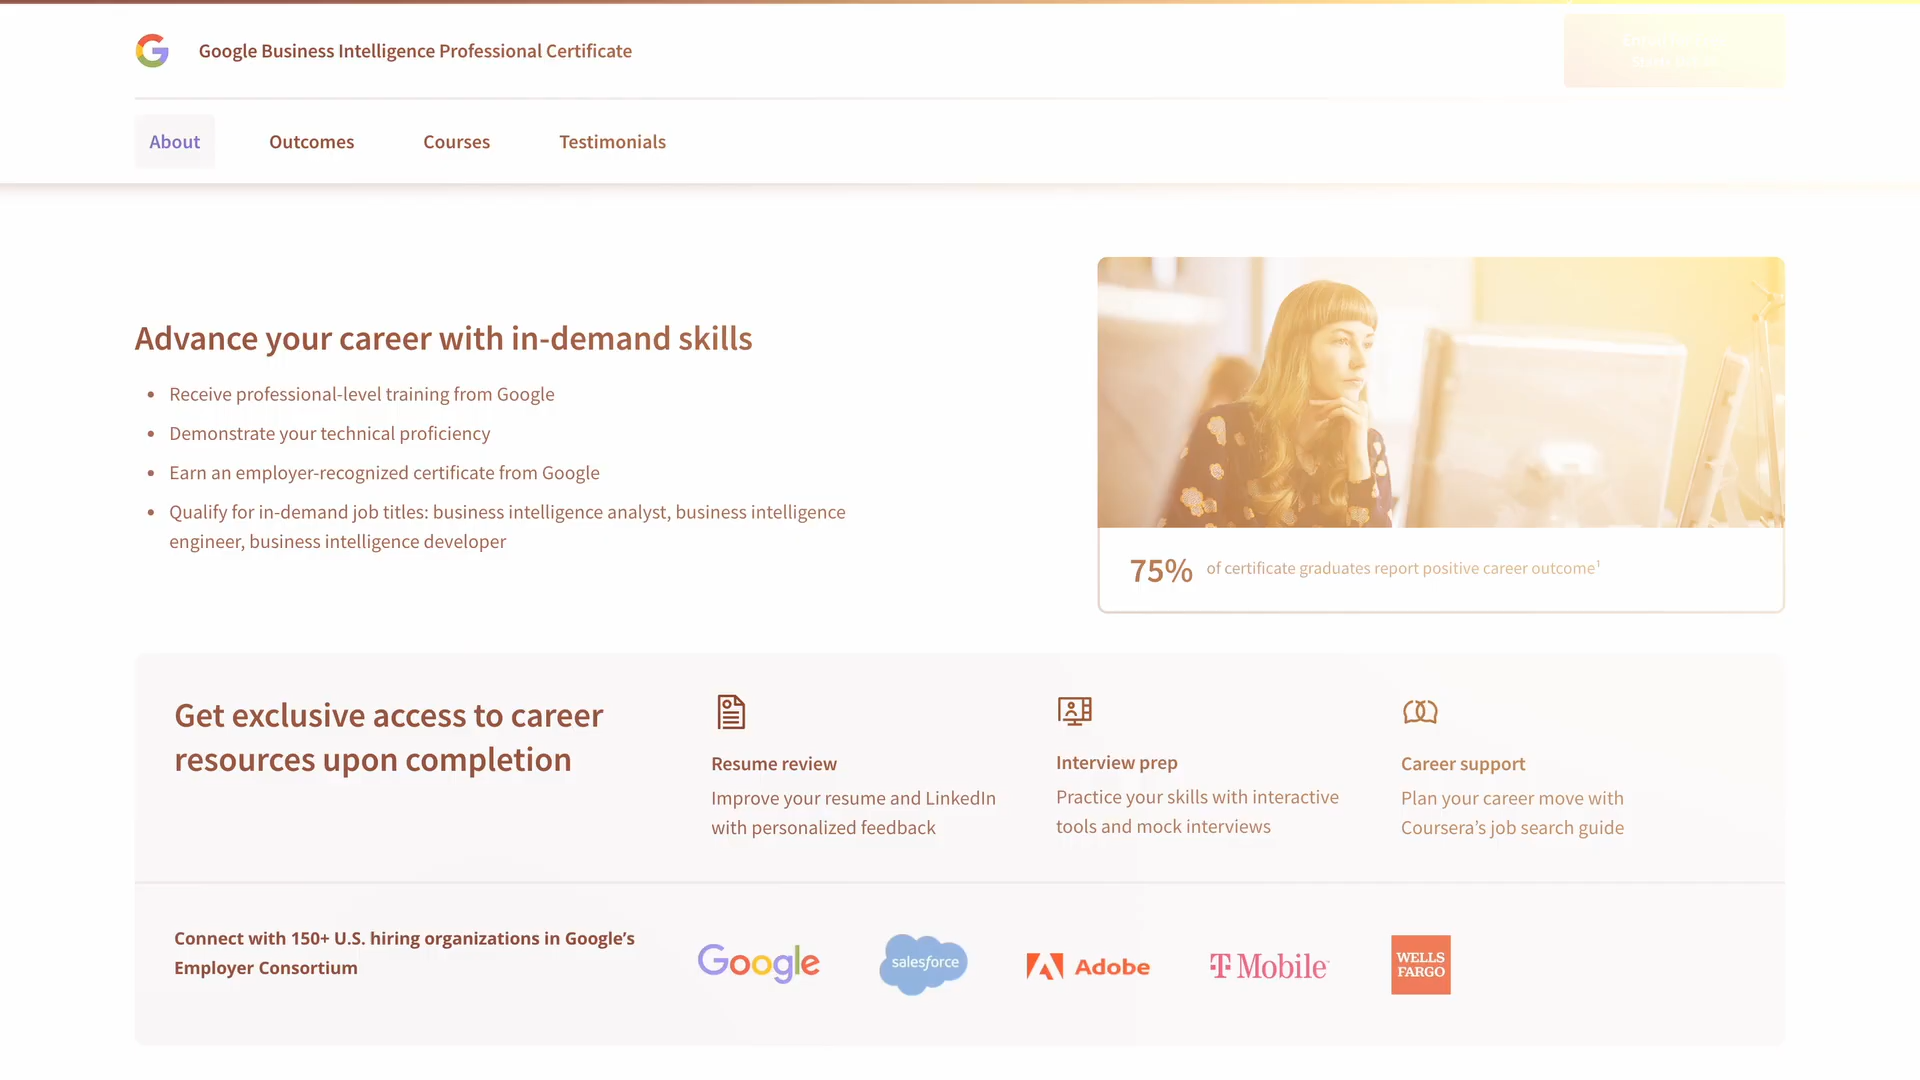 Google Business Intelligence Professional Certificate
About
Outcomes
Courses
Testimonials
Advance your career with in-demand skills
• Receive professional-level training from Google
• Demonstrate your technical proficiency
• Earn an employer-recognized certificate from Google
• Qualify for in-demand job titles: business intelligence analyst, business intelligence
engineer, business intelligence developer
75% of certificate graduates report positive career outcome¹
Get exclusive access to career
resources upon completion
Resume review
Improve your resume and LinkedIn
with personalized feedback
Interview prep
Practice your skills with interactive
tools and mock interviews
Career support
Plan your career move with
Coursera’s job search guide
Connect with 150+ U.S. hiring organizations in Google’s
Employer Consortium
Google
salesforce
Adobe
T Mobile
WELLS
FARGO